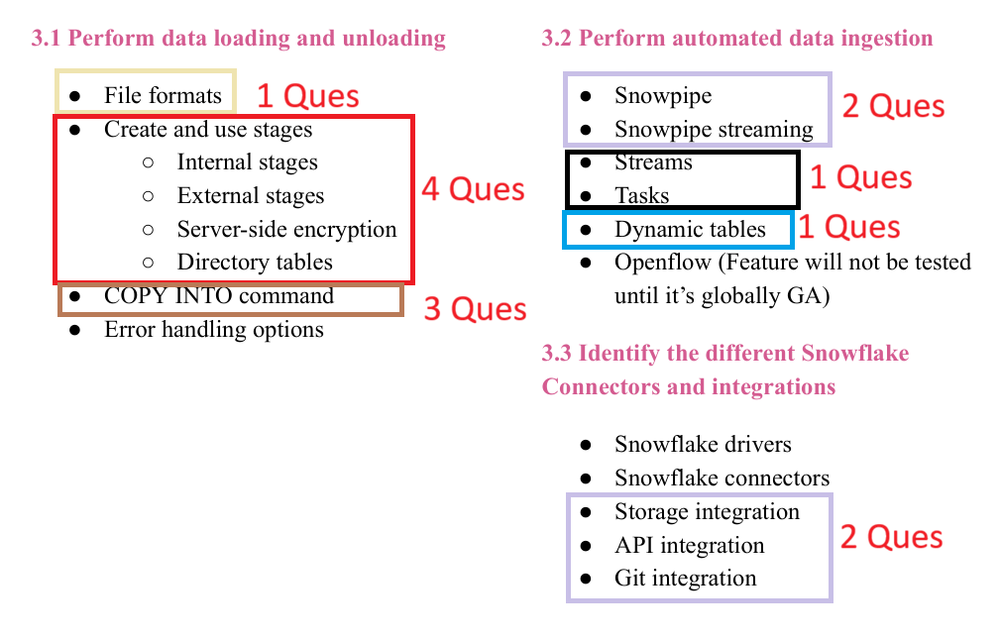 3.1 Perform data loading and unloading
● File formats
1 Ques
● Create and use stages
○ Internal stages
○ External stages
○ Server-side encryption
○ Directory tables
4 Ques
● COPY INTO command
3 Ques
● Error handling options
3.2 Perform automated data ingestion
● Snowpipe
● Snowpipe streaming
2 Ques
● Streams
● Tasks
1 Ques
● Dynamic tables
1 Ques
● Openflow (Feature will not be tested
until it’s globally GA)
3.3 Identify the different Snowflake
Connectors and integrations
● Snowflake drivers
● Snowflake connectors
● Storage integration
● API integration
● Git integration
2 Ques